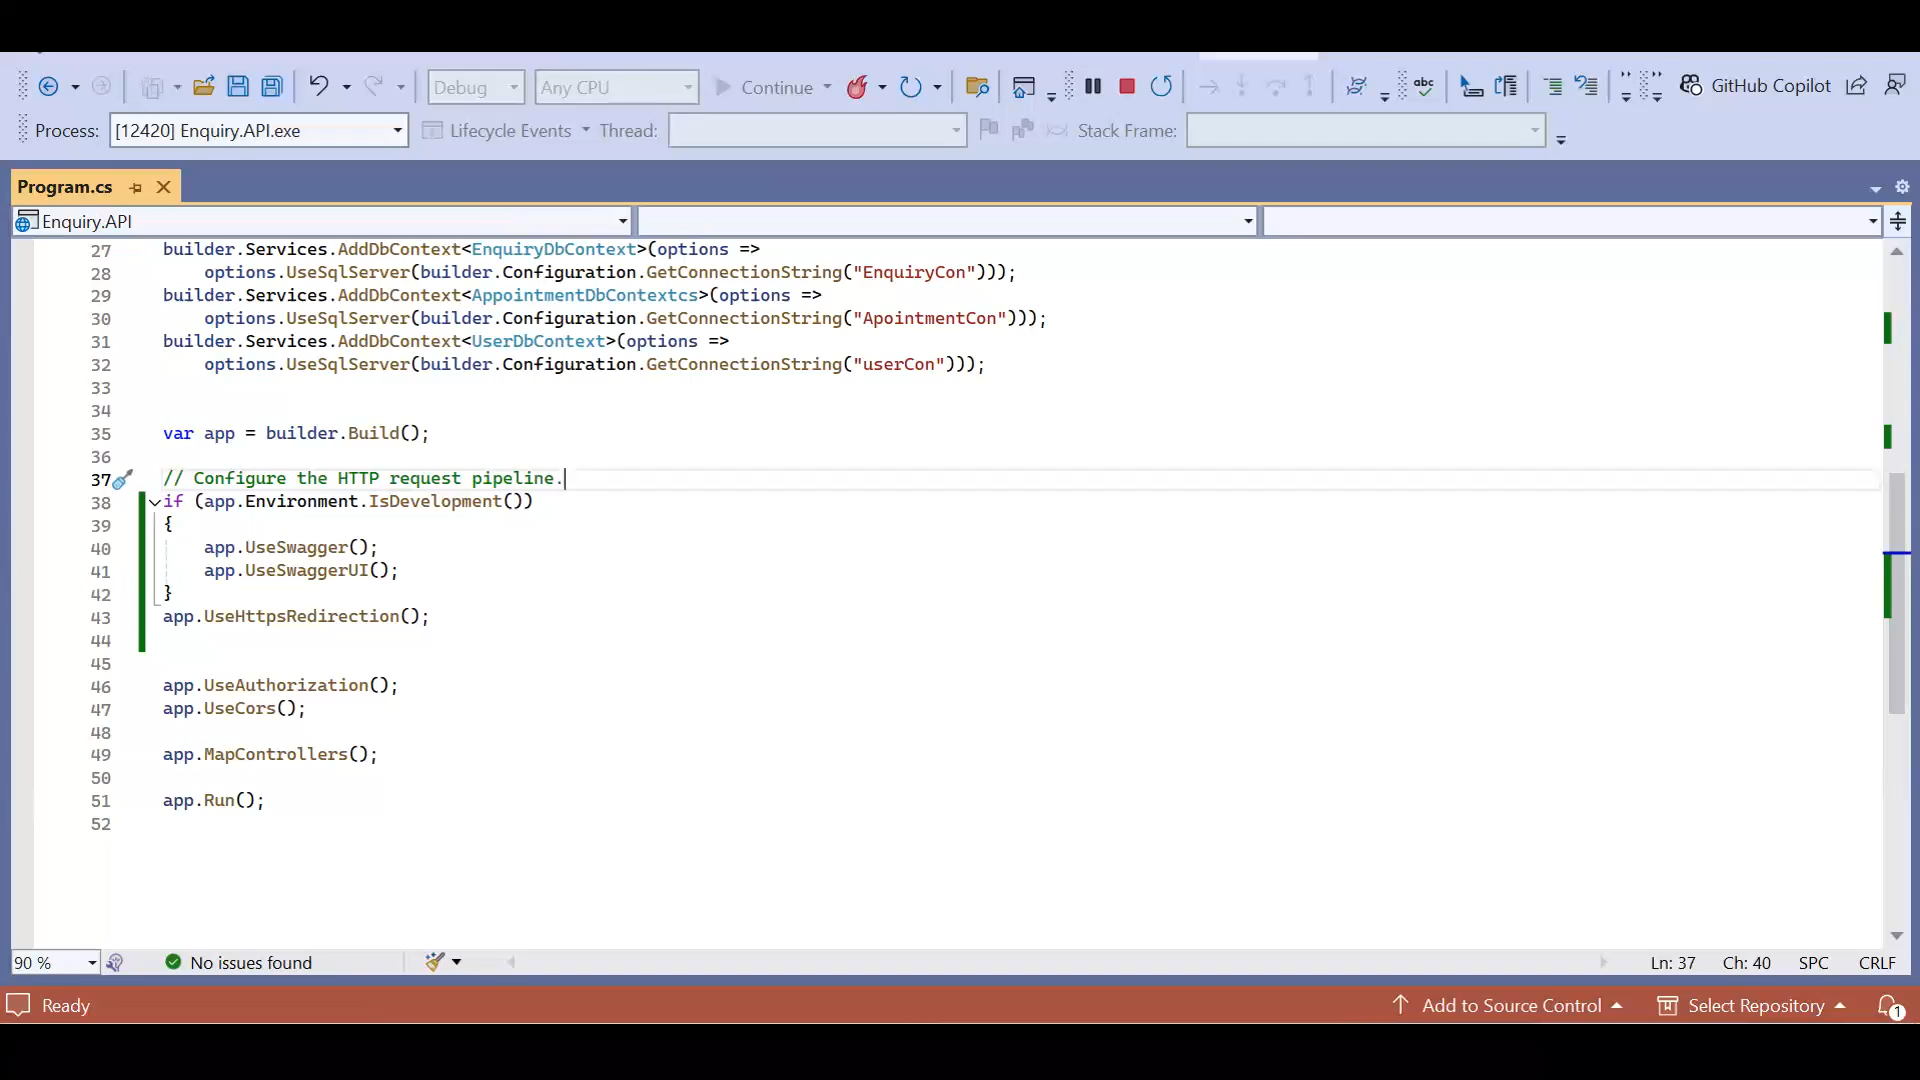 Debug
Any CPU
Continue
abc
GitHub Copilot
Process:
[12420] Enquiry.API.exe
Lifecycle Events
Thread:
Stack Frame:
Program.cs
Enquiry.API
27 builder.Services.AddDbContext<EnquiryDbContext>(options =>
28 options.UseSqlServer(builder.Configuration.GetConnectionString("EnquiryCon")));
29 builder.Services.AddDbContext<AppointmentDbContextcs>(options =>
30 options.UseSqlServer(builder.Configuration.GetConnectionString("ApointmentCon")));
31 builder.Services.AddDbContext<UserDbContext>(options =>
32 options.UseSqlServer(builder.Configuration.GetConnectionString("userCon")));
33
34
35 var app = builder.Build();
36
37 // Configure the HTTP request pipeline.
38 if (app.Environment.IsDevelopment())
39 {
40 app.UseSwagger();
41 app.UseSwaggerUI();
42 }
43 app.UseHttpsRedirection();
44
45
46 app.UseAuthorization();
47 app.UseCors();
48
49 app.MapControllers();
50
51 app.Run();
52
90 %
No issues found
Ln: 37
Ch: 40
SPC
CRLF
Ready
Add to Source Control
Select Repository
1